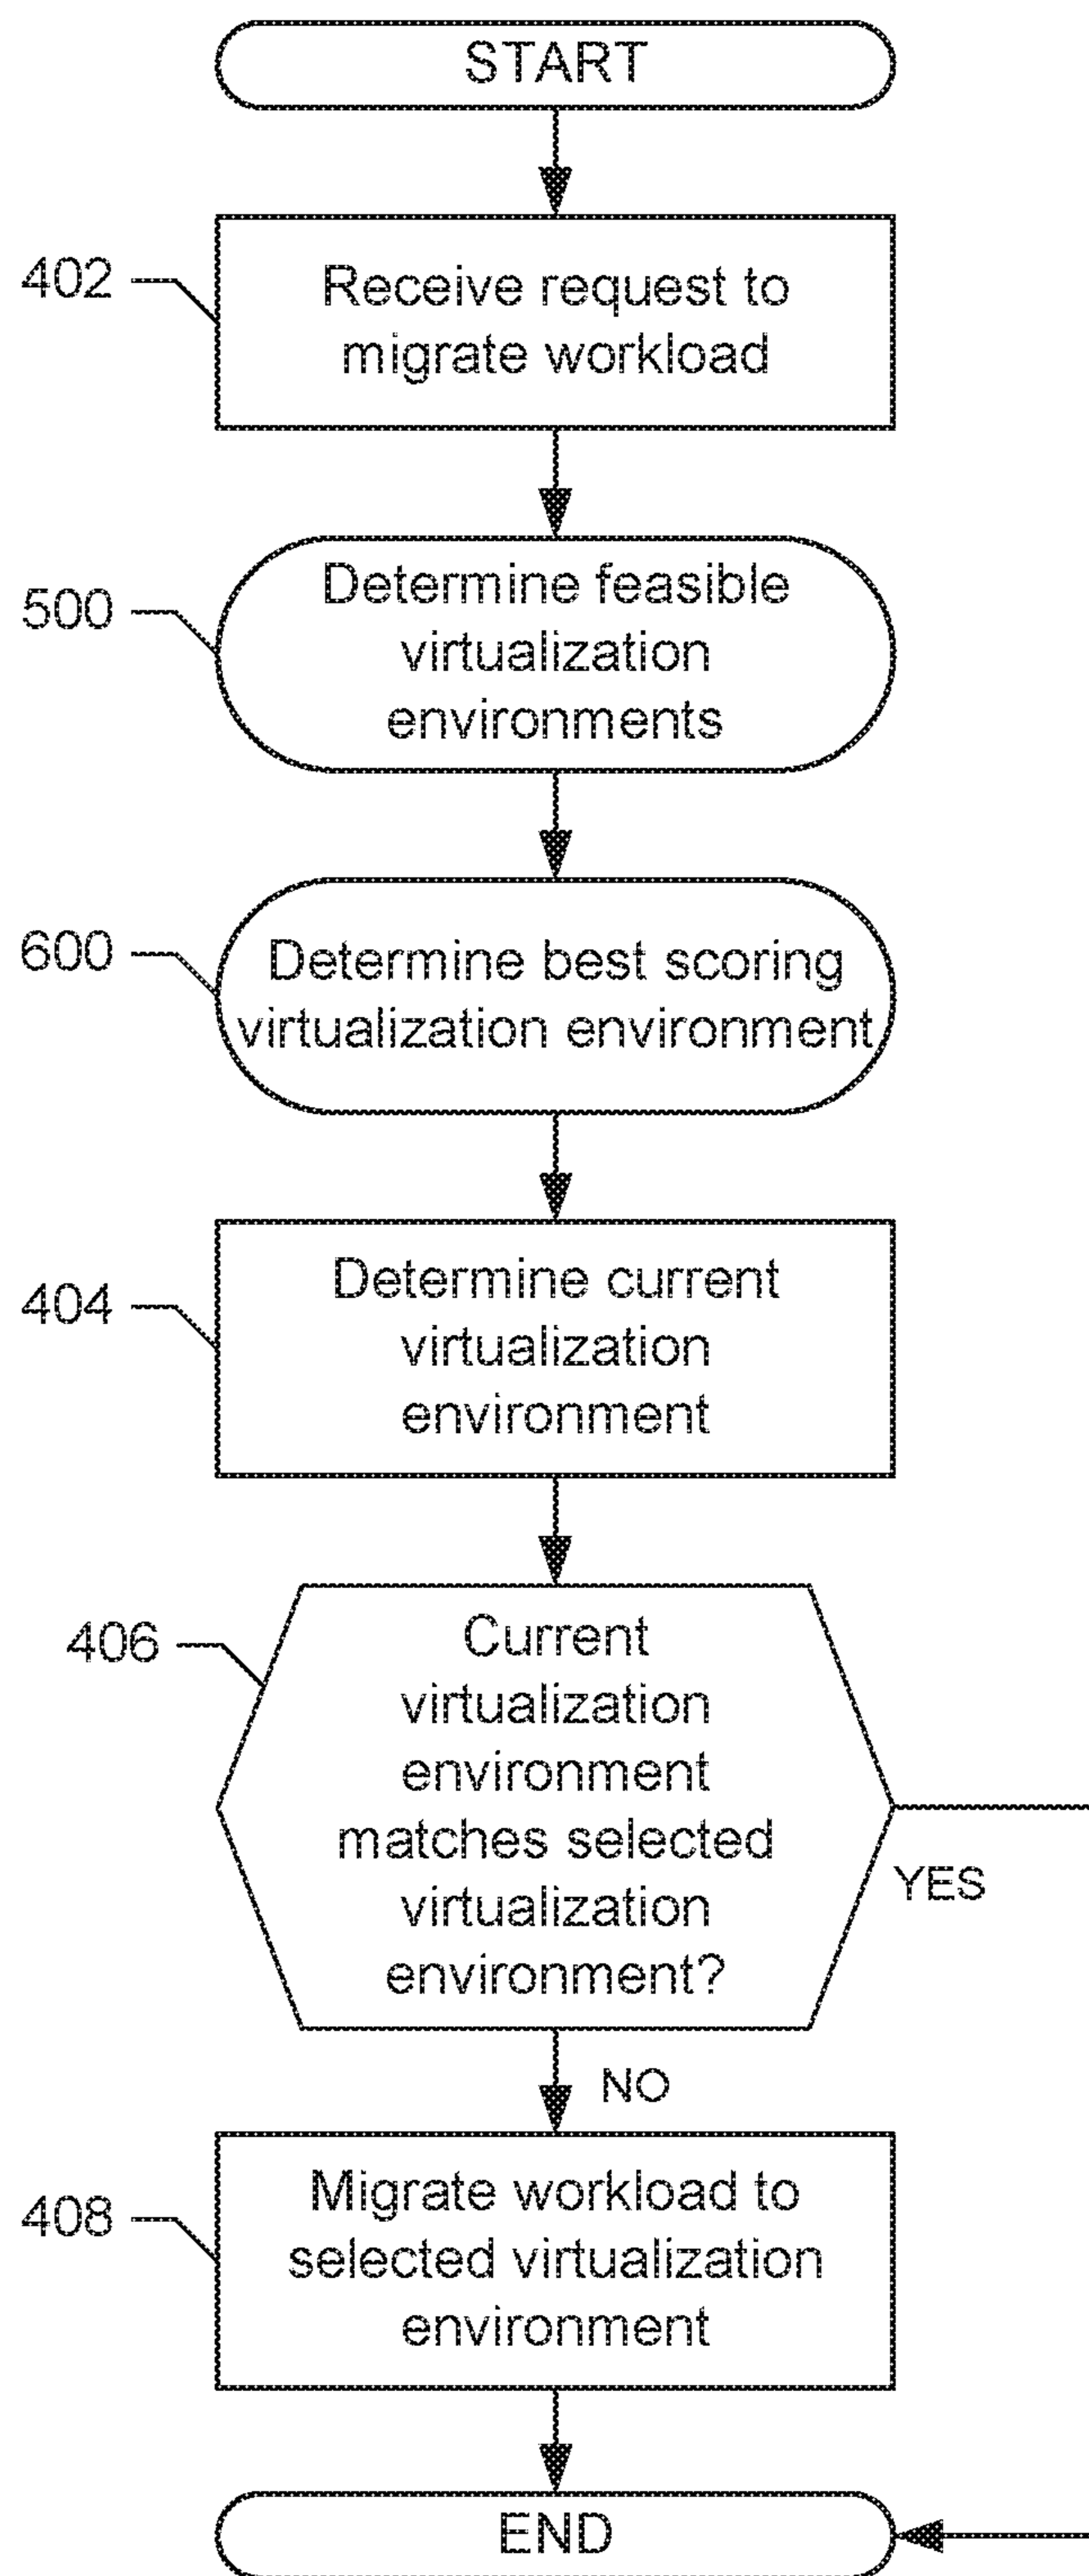 START
402
Receive request to
migrate workload
500
Determine feasible
virtualization
environments
600
Determine best scoring
virtualization environment
404
Determine current
virtualization
environment
406
Current
virtualization
environment
matches selected
virtualization
environment?
YES
NO
408
Migrate workload to
selected virtualization
environment
END